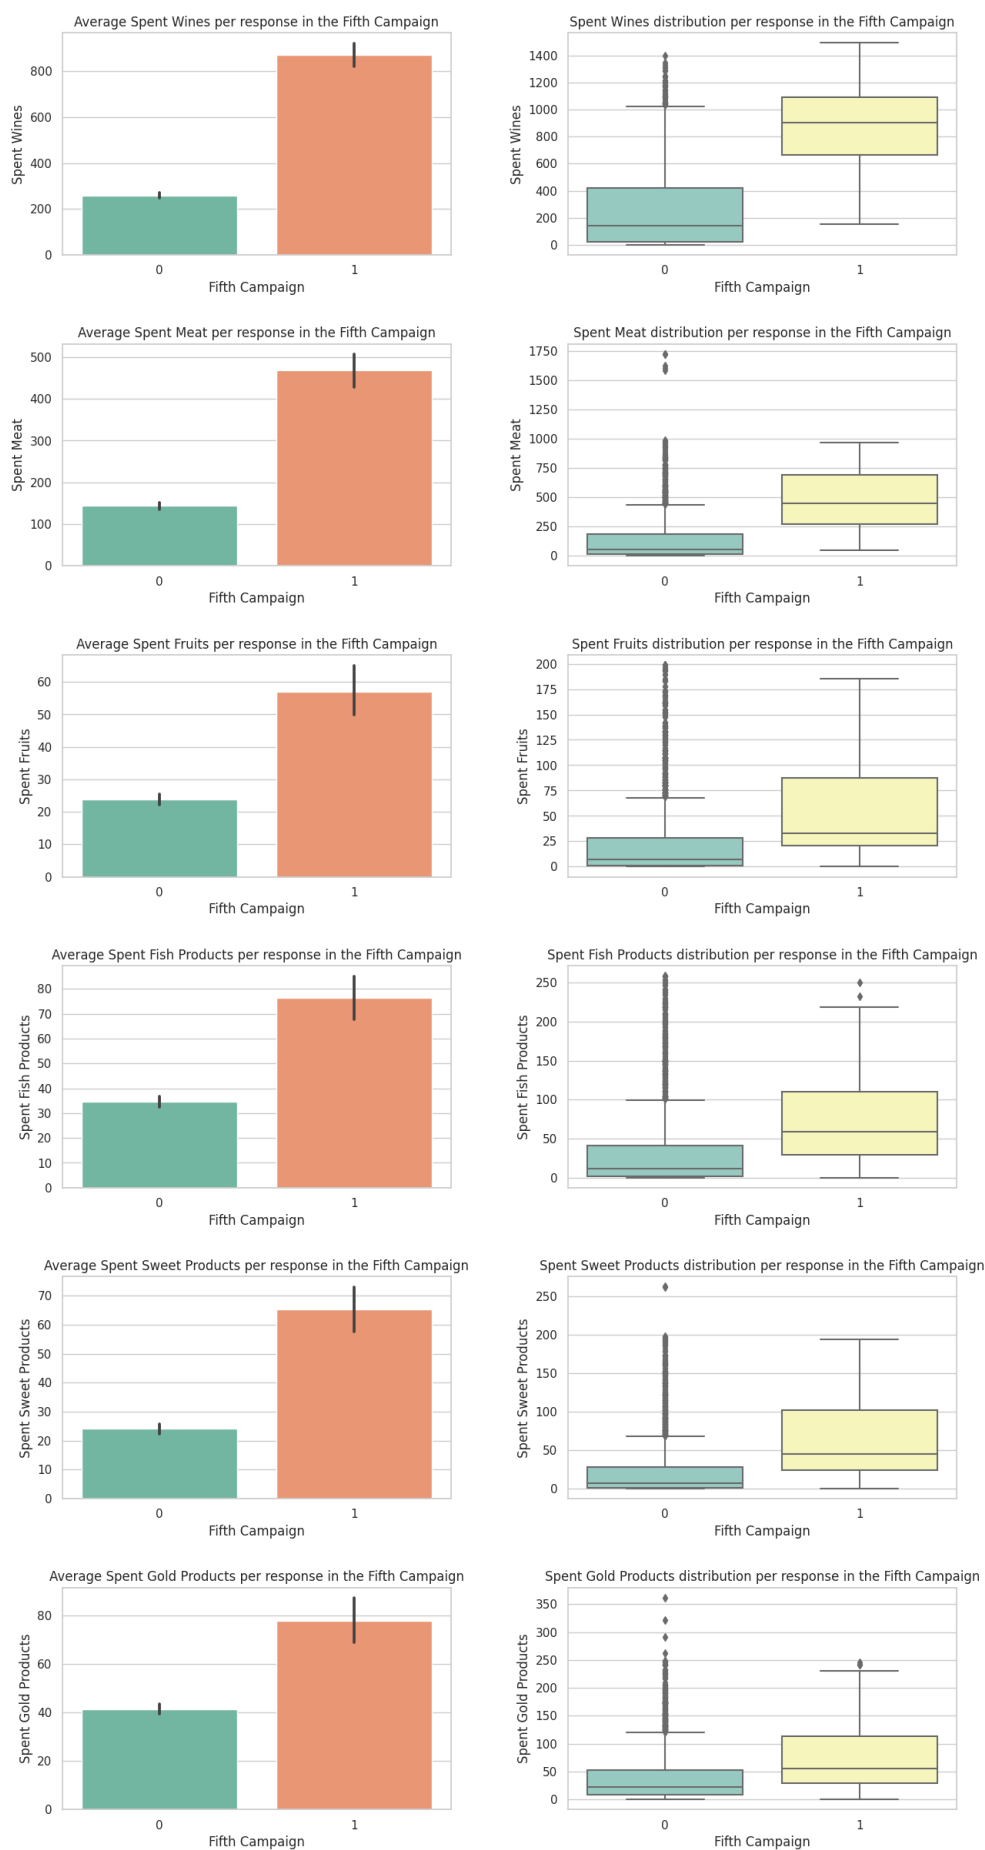 Average Spent Wines per response in the Fifth Campaign
Spent Wines
800
600
400
200
0
0 1
Fifth Campaign
Spent Wines distribution per response in the Fifth Campaign
Spent Wines
1400
1200
1000
800
600
400
200
0
0 1
Fifth Campaign
Average Spent Meat per response in the Fifth Campaign
Spent Meat
500
400
300
200
100
0
0 1
Fifth Campaign
Spent Meat distribution per response in the Fifth Campaign
Spent Meat
1750
1500
1250
1000
750
500
250
0
0 1
Fifth Campaign
Average Spent Fruits per response in the Fifth Campaign
Spent Fruits
60
50
40
30
20
10
0
0 1
Fifth Campaign
Spent Fruits distribution per response in the Fifth Campaign
Spent Fruits
200
175
150
125
100
75
50
25
0
0 1
Fifth Campaign
Average Spent Fish Products per response in the Fifth Campaign
Spent Fish Products
80
70
60
50
40
30
20
10
0
0 1
Fifth Campaign
Spent Fish Products distribution per response in the Fifth Campaign
Spent Fish Products
250
200
150
100
50
0
0 1
Fifth Campaign
Average Spent Sweet Products per response in the Fifth Campaign
Spent Sweet Products
70
60
50
40
30
20
10
0
0 1
Fifth Campaign
Spent Sweet Products distribution per response in the Fifth Campaign
Spent Sweet Products
250
200
150
100
50
0
0 1
Fifth Campaign
Average Spent Gold Products per response in the Fifth Campaign
Spent Gold Products
80
60
40
20
0
0 1
Fifth Campaign
Spent Gold Products distribution per response in the Fifth Campaign
Spent Gold Products
350
300
250
200
150
100
50
0
0 1
Fifth Campaign